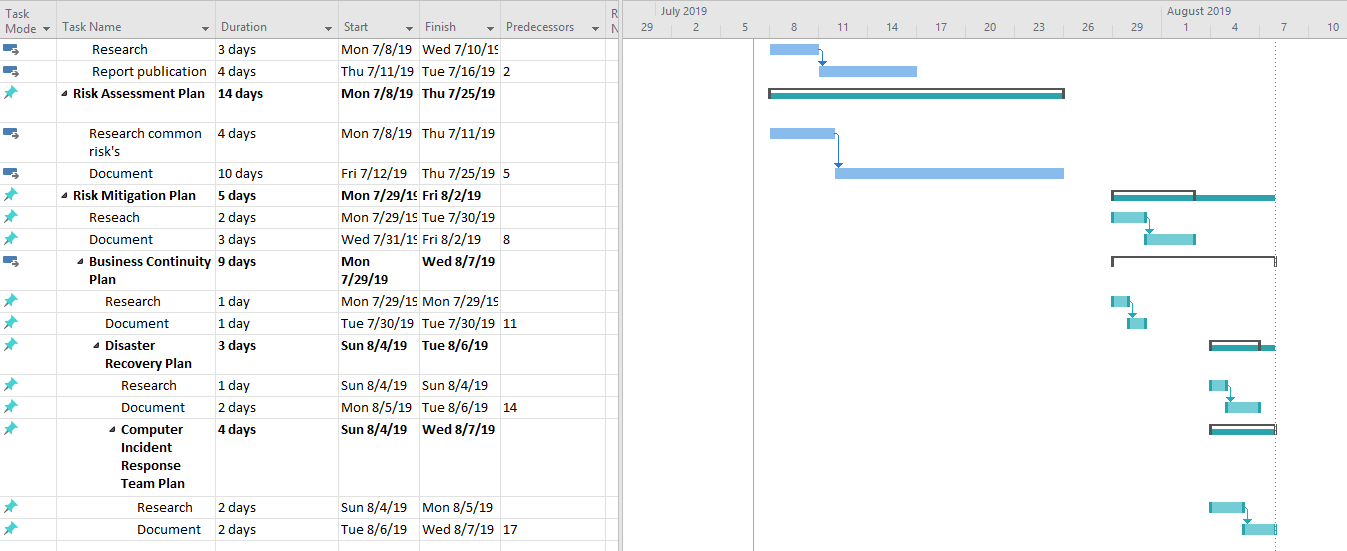 Task Mode Task Name Duration Start Finish Predecessors R N
July 2019 August 2019
29 2 5 8 11 14 17 20 23 26 29 1 4 7 10
Research 3 days Mon 7/8/19 Wed 7/10/19
Report publication 4 days Thu 7/11/19 Tue 7/16/19 2
Risk Assessment Plan 14 days Mon 7/8/19 Thu 7/25/19
Research common 4 days Mon 7/8/19 Thu 7/11/19
risk's
Document 10 days Fri 7/12/19 Thu 7/25/19 5
Risk Mitigation Plan 5 days Mon 7/29/19 Fri 8/2/19
Reseach 2 days Mon 7/29/19 Tue 7/30/19
Document 3 days Wed 7/31/19 Fri 8/2/19 8
Business Continuity 9 days Mon Wed 8/7/19
Plan 7/29/19
Research 1 day Mon 7/29/19 Mon 7/29/19
Document 1 day Tue 7/30/19 Tue 7/30/19 11
Disaster 3 days Sun 8/4/19 Tue 8/6/19
Recovery Plan
Research 1 day Sun 8/4/19 Sun 8/4/19
Document 2 days Mon 8/5/19 Tue 8/6/19 14
Computer 4 days Sun 8/4/19 Wed 8/7/19
Incident
Response
Team Plan
Research 2 days Sun 8/4/19 Mon 8/5/19
Document 2 days Tue 8/6/19 Wed 8/7/19 17